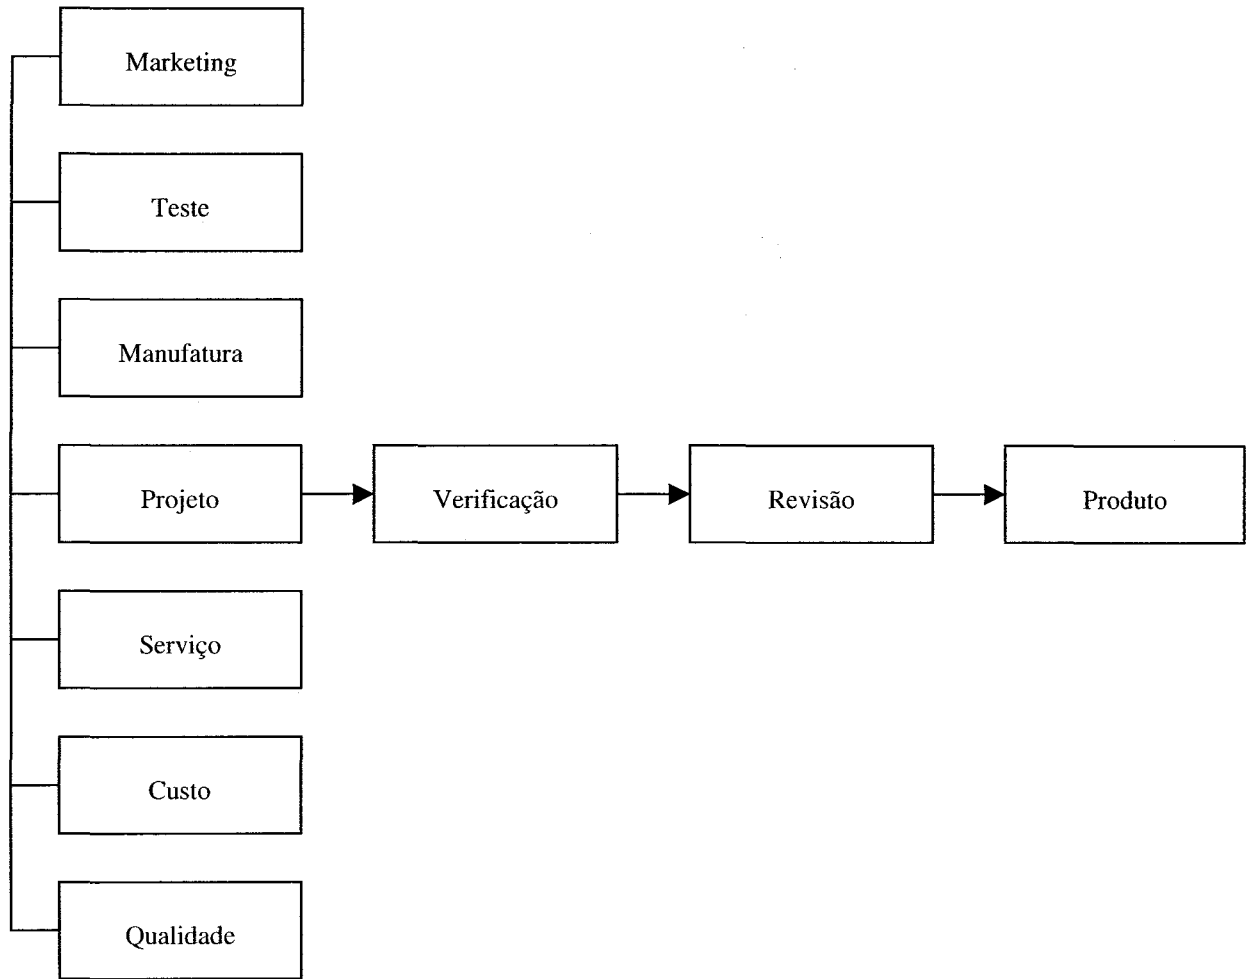 Marketing
Teste
Manufatura
Projeto
Verificação
Revisão
Produto
Serviço
Custo
Qualidade